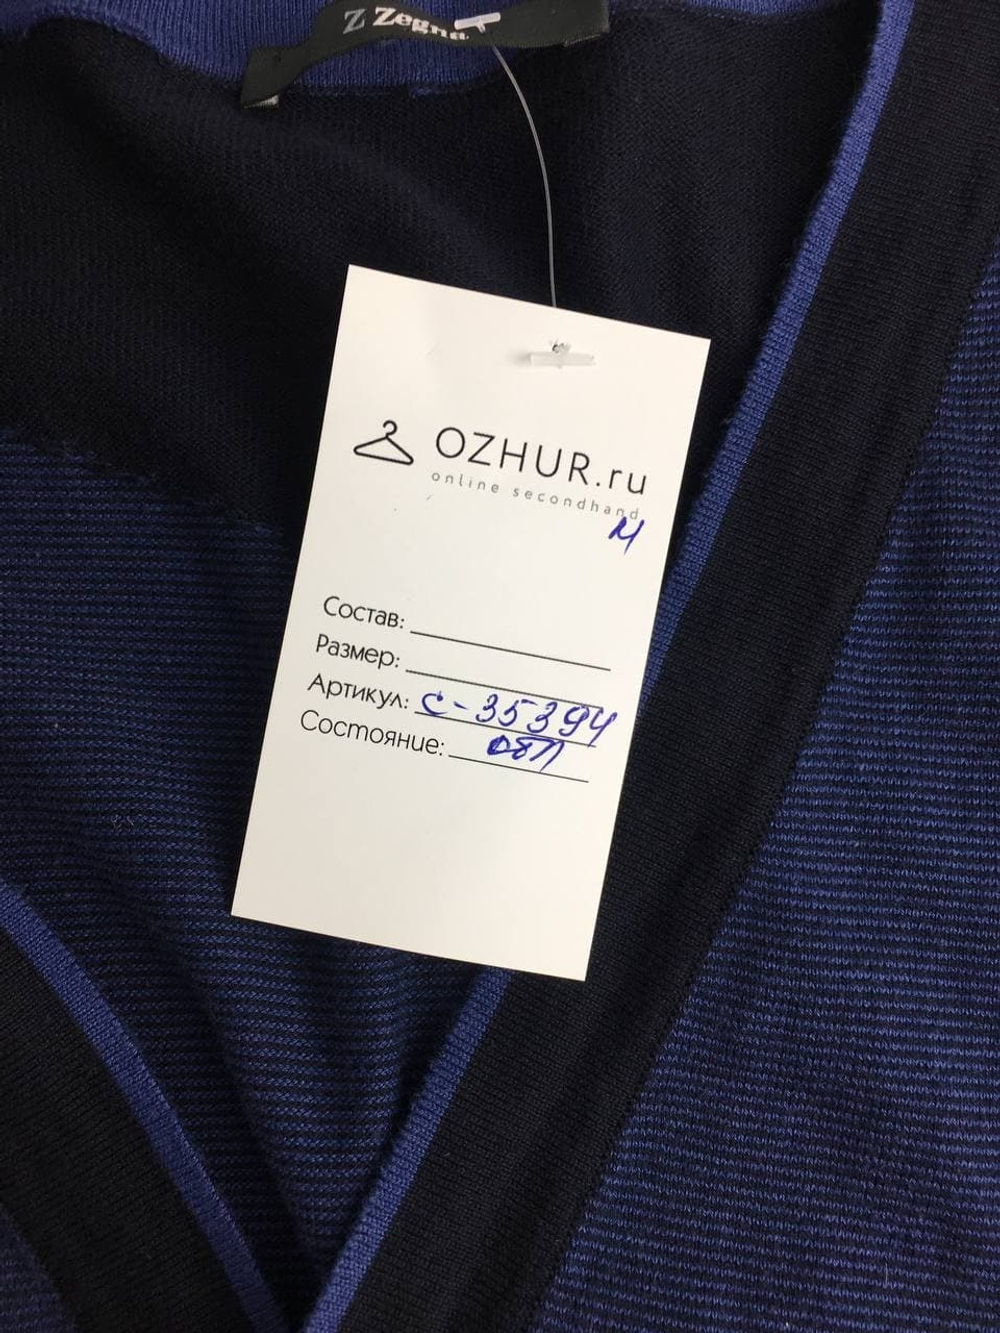 Z Zegna
OZHUR.ru
online secondhand
м
Состав:
Размер:
Артикул: С-35394
Состояние: